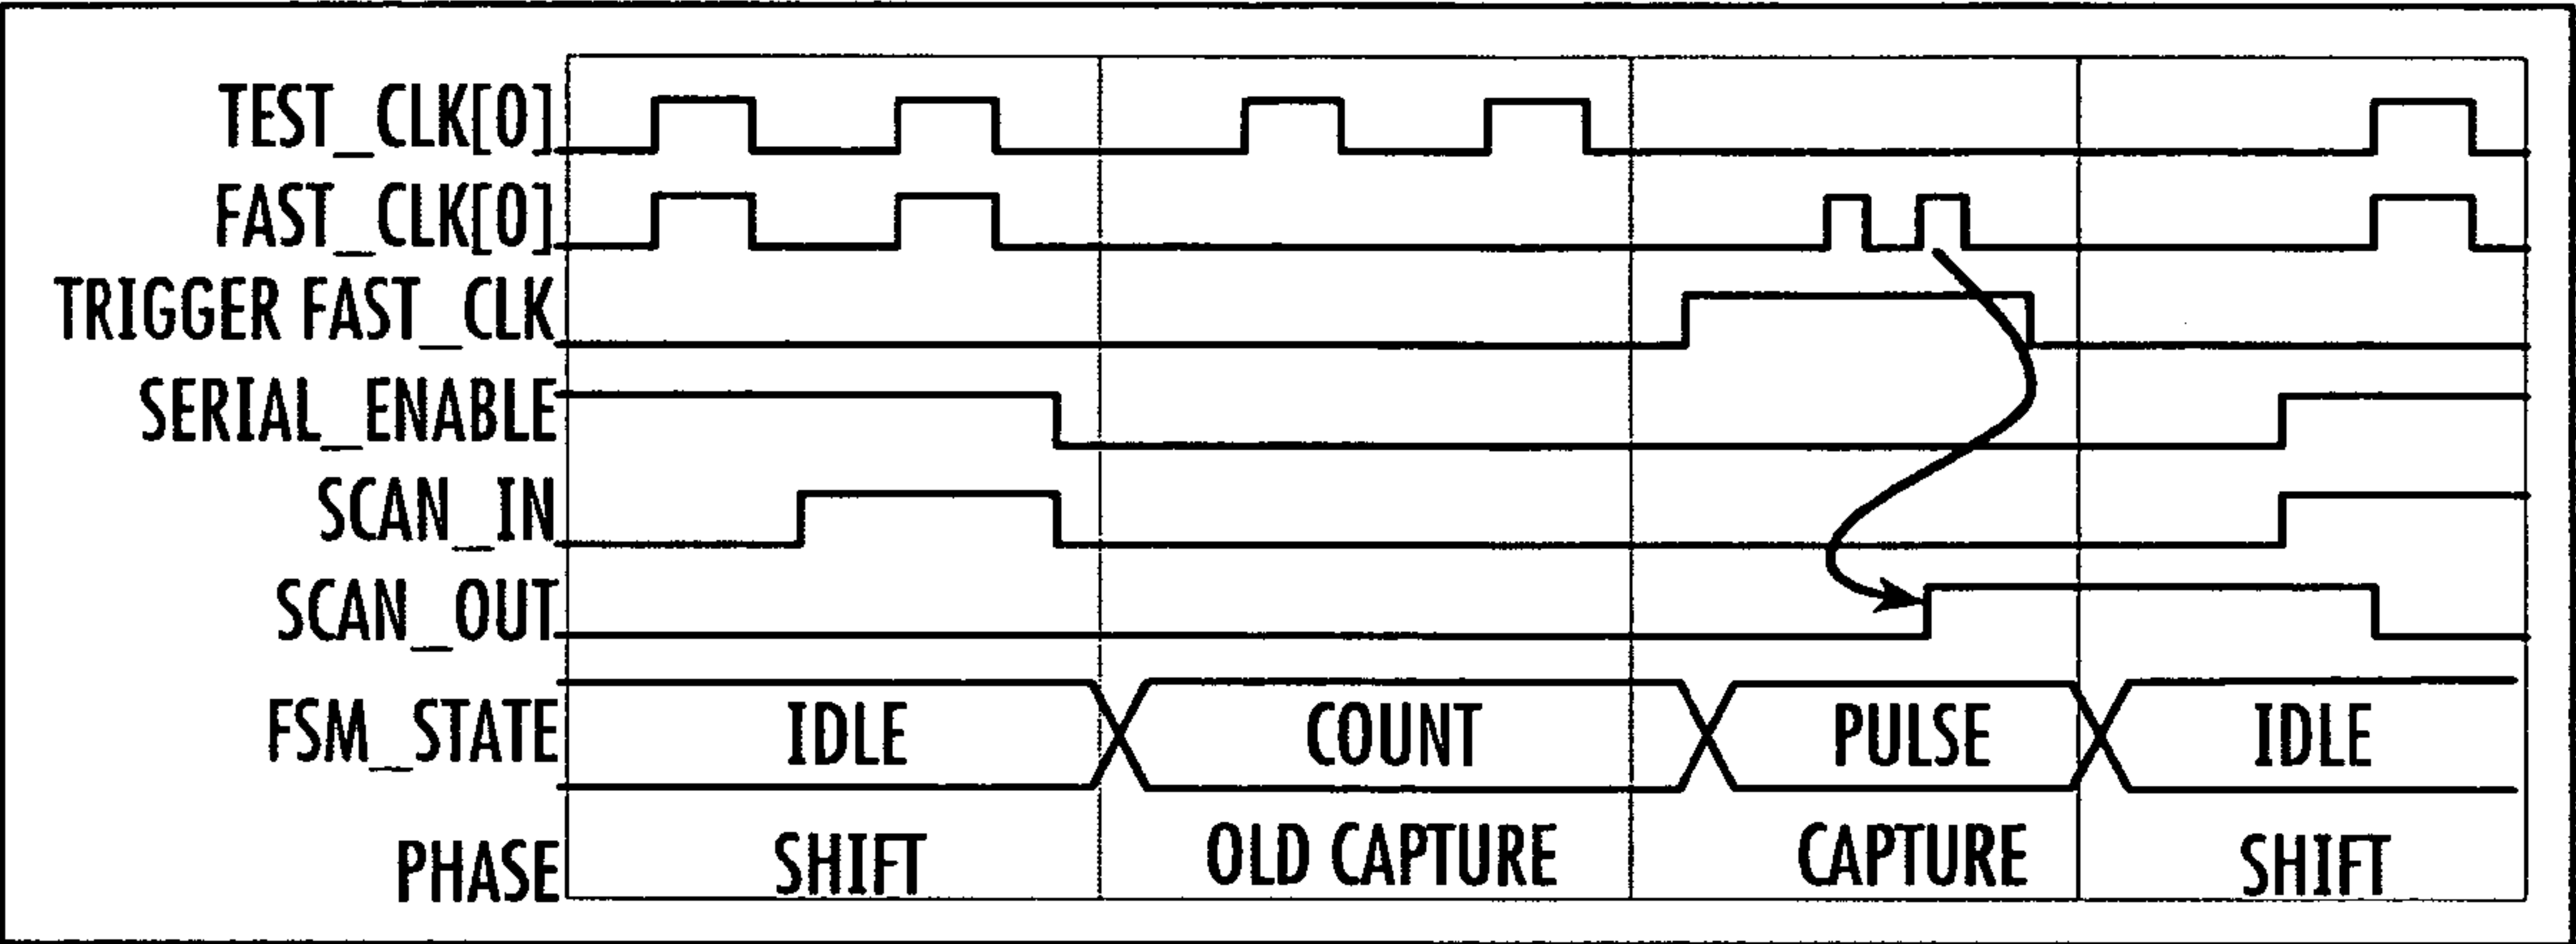 TEST_CLK[0]
FAST_CLK[0]
TRIGGER FAST_CLK
SERIAL_ENABLE
SCAN_IN
SCAN_OUT
FSM_STATE IDLE COUNT PULSE IDLE
PHASE SHIFT OLD CAPTURE CAPTURE SHIFT